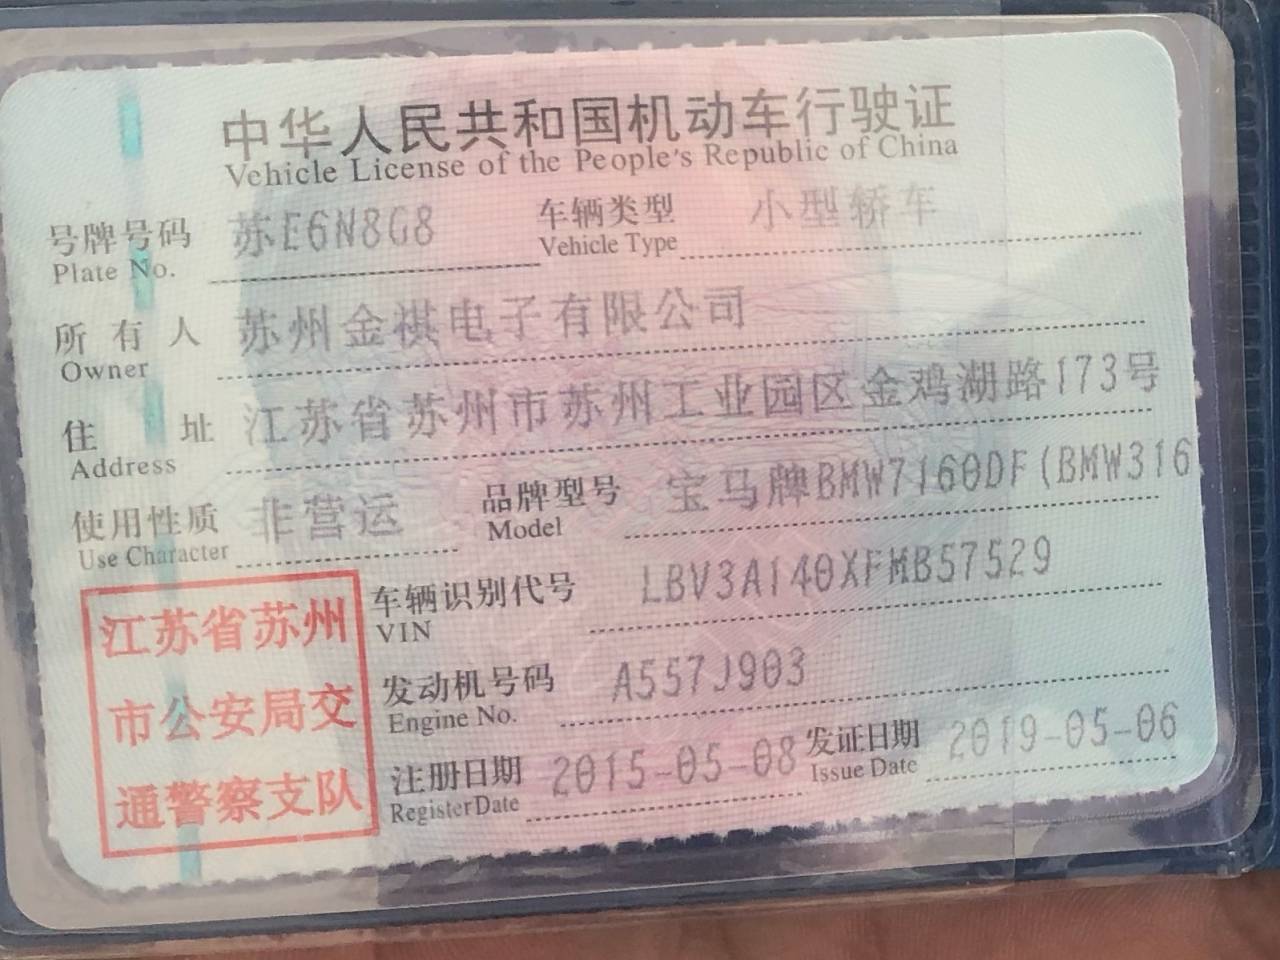 中华人民共和国机动车行驶证
Vehicle License of the People's Republic of China
号牌号码 苏E6N8G8 车辆类型 小型轿车
Plate No. Vehicle Type
所有人 苏州金祺电子有限公司
Owner
住址 江苏省苏州市苏州工业园区金鸡湖路173号
Address
使用性质 非营运 品牌型号 宝马牌BMW7160DF(BMW316
Use Character Model
车辆识别代号 LBV3A140XFMB57529
VIN
发动机号码 A557J903
Engine No.
注册日期 2015-05-08 发证日期 2019-05-06
Register Date Issue Date
江苏省苏州
市公安局交
通警察支队